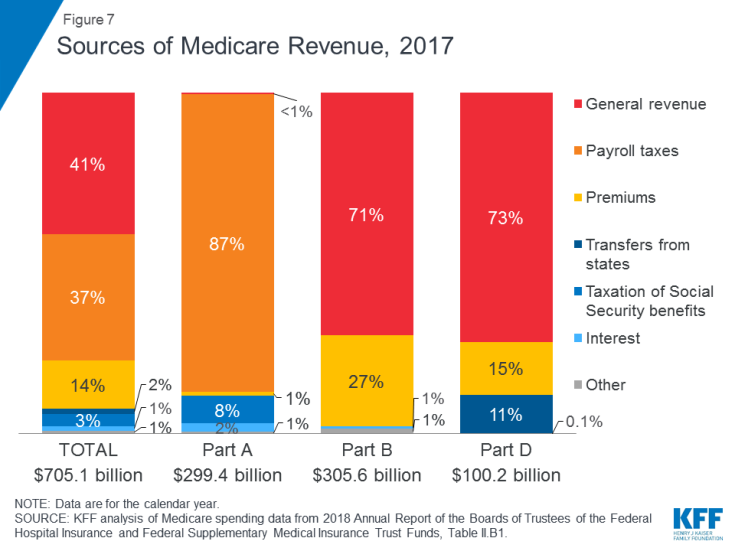 Figure 7
Sources of Medicare Revenue, 2017
41%
37%
14%
3%
2%
1%
1%
<1%
87%
1%
8%
2%
1%
71%
27%
1%
1%
73%
15%
11%
0.1%
General revenue
Payroll taxes
Premiums
Transfers from
states
Taxation of Social
Security benefits
Interest
Other
TOTAL
$705.1 billion
Part A
$299.4 billion
Part B
$305.6 billion
Part D
$100.2 billion
NOTE: Data are for the calendar year.
SOURCE: KFF analysis of Medicare spending data from 2018 Annual Report of the Boards of Trustees of the Federal
Hospital Insurance and Federal Supplementary Medical Insurance Trust Funds, Table II.B1.
KFF
HENRY J KAISER
FAMILY FOUNDATION